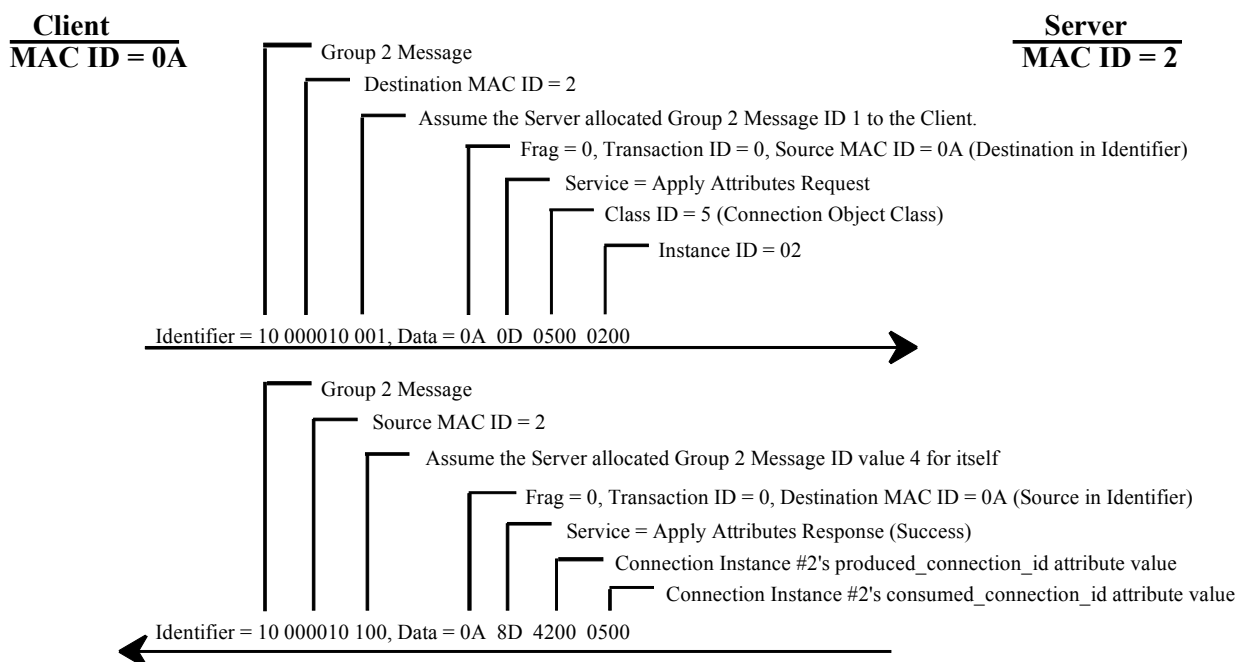 Client
MAC ID = 0A
Server
MAC ID = 2
Group 2 Message
Destination MAC ID = 2
Assume the Server allocated Group 2 Message ID 1 to the Client.
Frag = 0, Transaction ID = 0, Source MAC ID = 0A (Destination in Identifier)
Service = Apply Attributes Request
Class ID = 5 (Connection Object Class)
Instance ID = 02
Identifier = 10 000010 001, Data = 0A 0D 0500 0200
Group 2 Message
Source MAC ID = 2
Assume the Server allocated Group 2 Message ID value 4 for itself
Frag = 0, Transaction ID = 0, Destination MAC ID = 0A (Source in Identifier)
Service = Apply Attributes Response (Success)
Connection Instance #2's produced_connection_id attribute value
Connection Instance #2's consumed_connection_id attribute value
Identifier = 10 000010 100, Data = 0A 8D 4200 0500